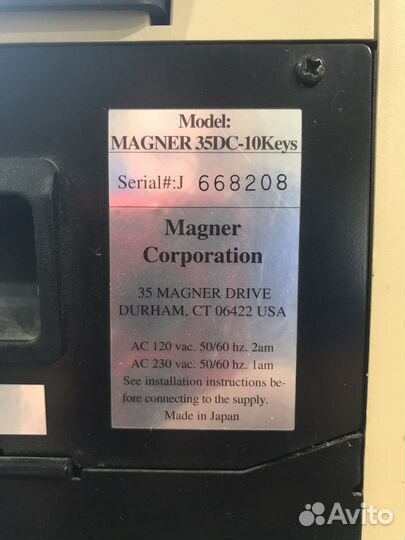 Model:
MAGNER 35DC-10Keys
Serial#:J 668208
Magner
Corporation
35 MAGNER DRIVE
DURHAM, CT 06422 USA
AC 120 vac. 50/60 hz. 2am
AC 230 vac. 50/60 hz. 1am
See installation instructions be-
fore connecting to the supply.
Made in Japan
Avito